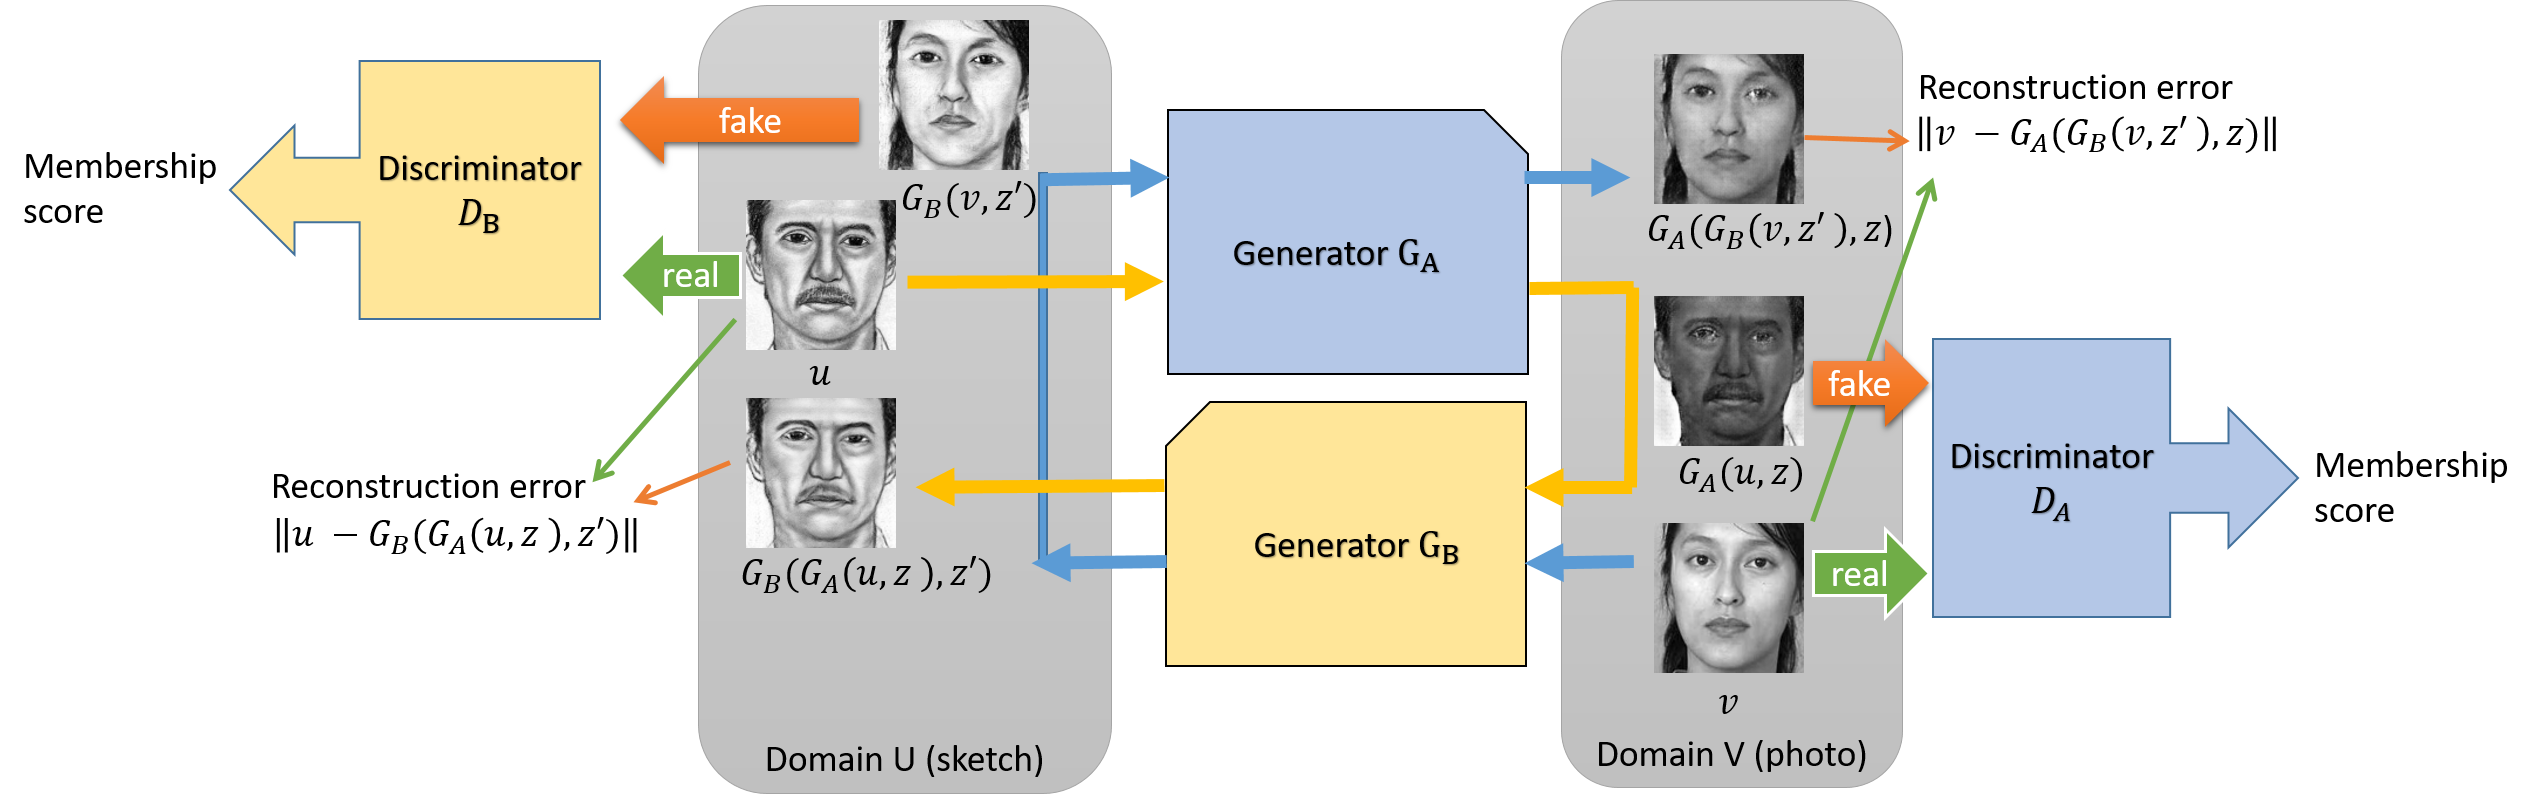 Membership
score
Discriminator
D_B
fake
real
G_B(v, z′)
u
G_B(G_A(u, z ), z′)
Reconstruction error
‖u − G_B(G_A(u, z ), z′)‖
Domain U (sketch)
Generator G_A
Generator G_B
G_A(G_B(v, z′ ), z)
G_A(u, z)
v
Domain V (photo)
Reconstruction error
‖v − G_A(G_B(v, z′ ), z)‖
fake
real
Discriminator
D_A
Membership
score